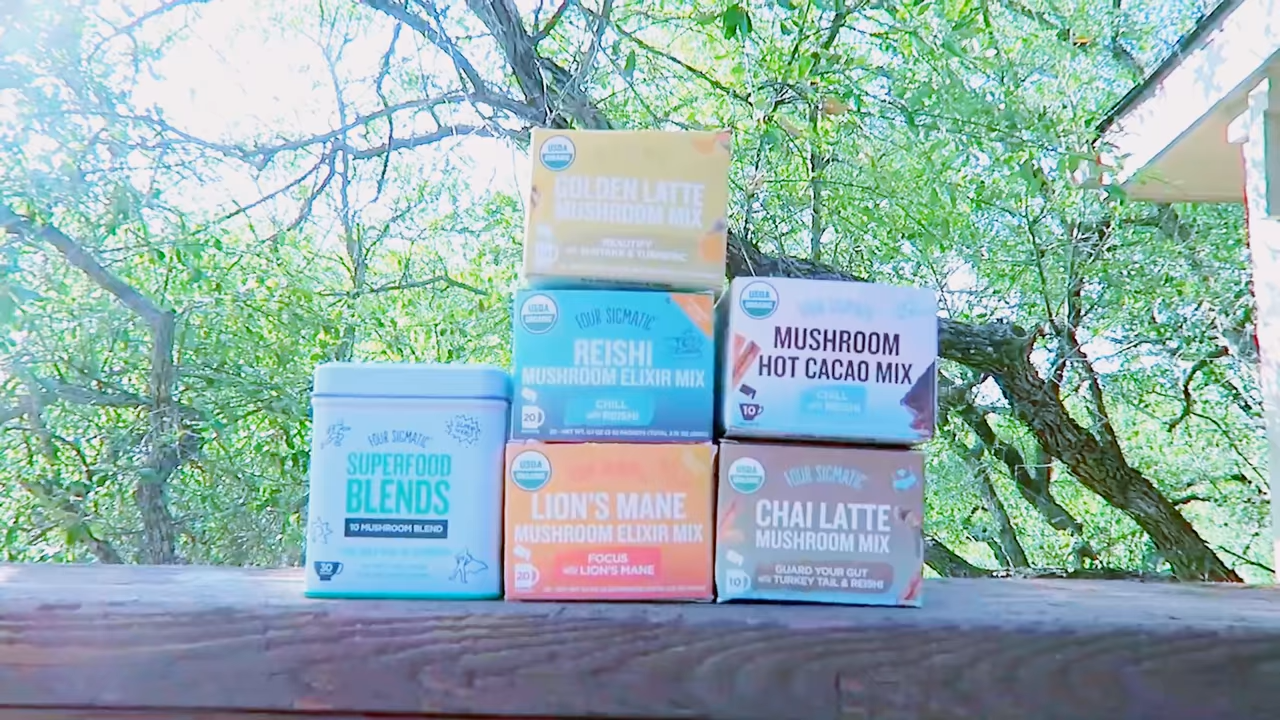 USDA
ORGANIC
GOLDEN LATTE
MUSHROOM MIX
BEAUTIFY
USDA
ORGANIC
FOUR SIGMATIC
REISHI
MUSHROOM ELIXIR MIX
CHILL
with REISHI
20
USDA
ORGANIC
MUSHROOM
HOT CACAO MIX
CHILL
with REISHI
10
FOUR SIGMATIC
SUPERFOOD
BLENDS
10 MUSHROOM BLEND
30
USDA
ORGANIC
LION'S MANE
MUSHROOM ELIXIR MIX
FOCUS
with LION'S MANE
20
USDA
ORGANIC
FOUR SIGMATIC
CHAI LATTE
MUSHROOM MIX
GUARD YOUR GUT
with TURKEY TAIL & REISHI
10